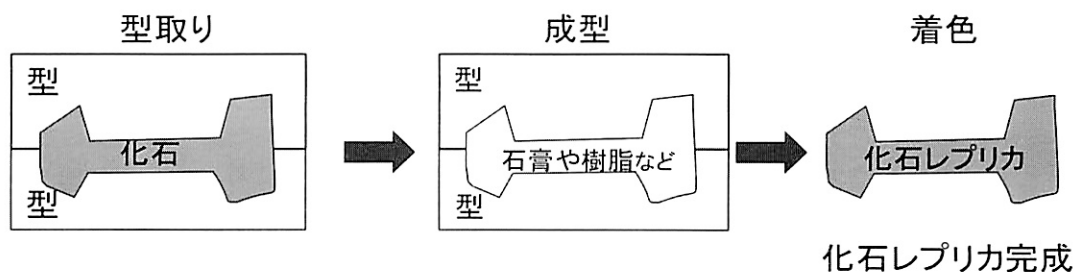 型取り
型
化石
型
成型
型
石膏や樹脂など
型
着色
化石レプリカ
化石レプリカ完成